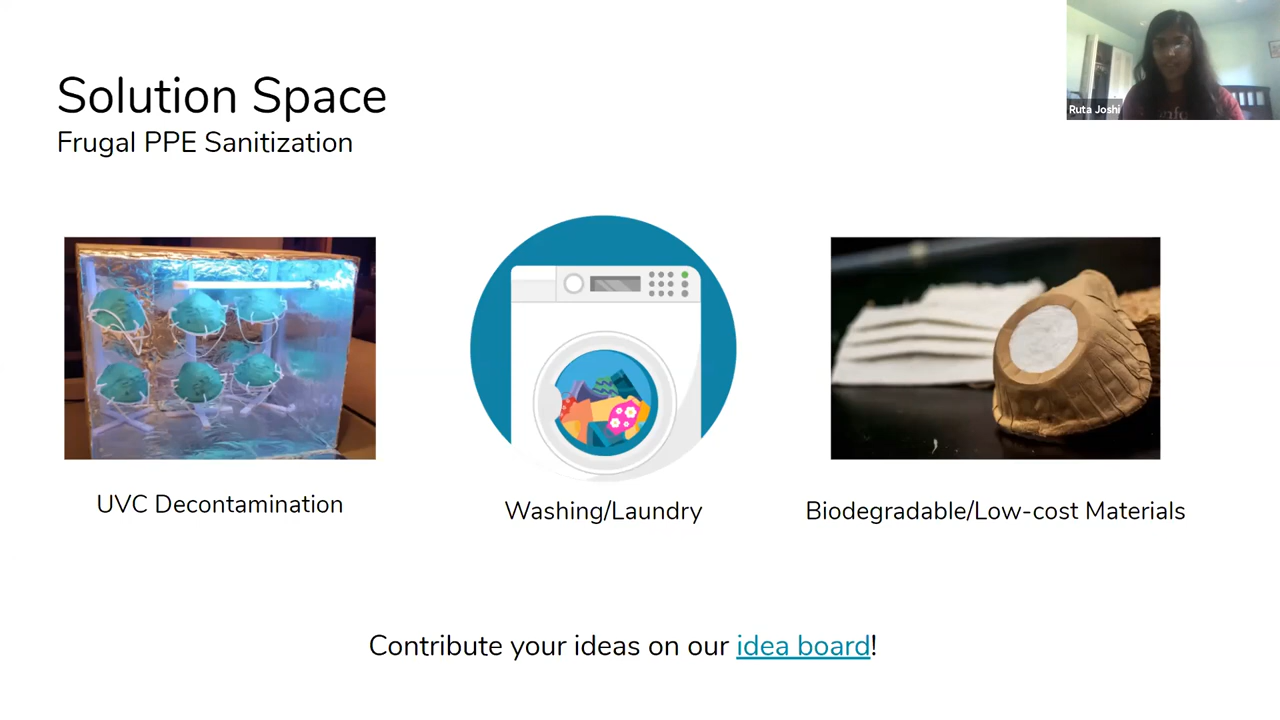 Solution Space
Frugal PPE Sanitization
Ruta Joshi
UVC Decontamination
Washing/Laundry
Biodegradable/Low-cost Materials
Contribute your ideas on our idea board!